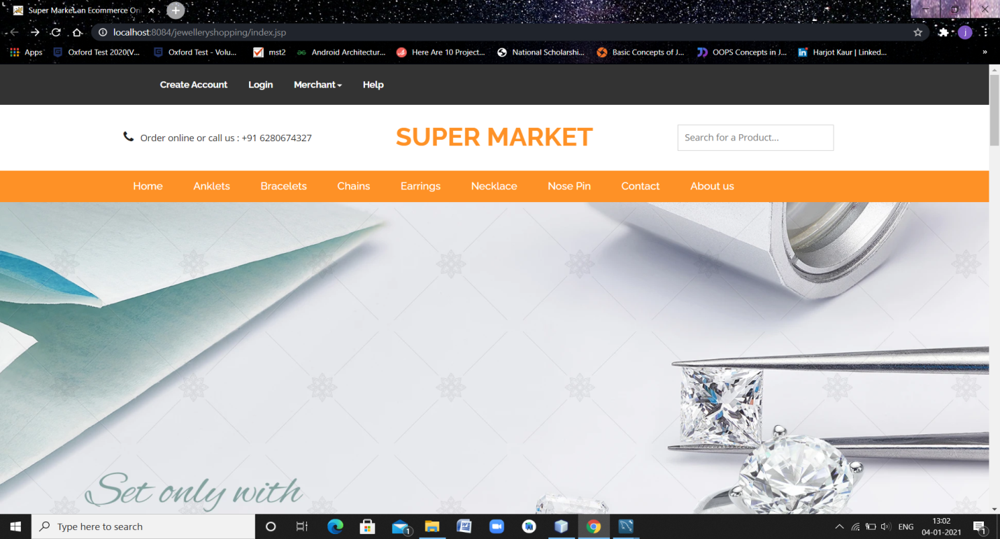 Super Market an Ecommerce Onl
localhost:8084/jewelleryshopping/index.jsp
Apps Oxford Test 2020(V... Oxford Test - Volu... mst2 Android Architectur... Here Are 10 Project... National Scholarshi... Basic Concepts of J... OOPS Concepts in J... Harjot Kaur | Linked... »
Create Account Login Merchant Help
Order online or call us : +91 6280674327
SUPER MARKET
Search for a Product...
Home Anklets Bracelets Chains Earrings Necklace Nose Pin Contact About us
Set only with
Type here to search
ENG
13:02
04-01-2021